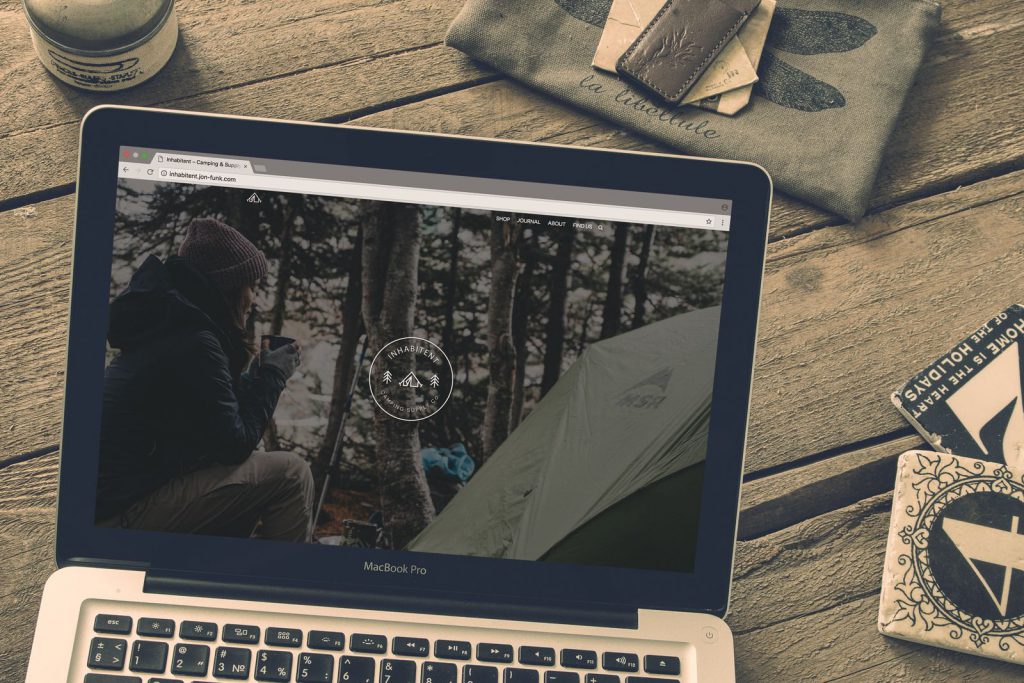 la libellule
Inhabitent – Camping & Supp
inhabitent.jon-funk.com
SHOP JOURNAL ABOUT FIND US
INHABITENT
CAMPING SUPPLY CO
MSR
HOME IS THE HEART
OF THE HOLIDAYS
MacBook Pro
esc F1 F2 F3 F4 F5 F6 F7 F8 F9 F10 F11 F12
± § ! 1 @ 2 № 3 $ 4 % 5 ^ 6 & 7 * 8 ( 9 ) 0